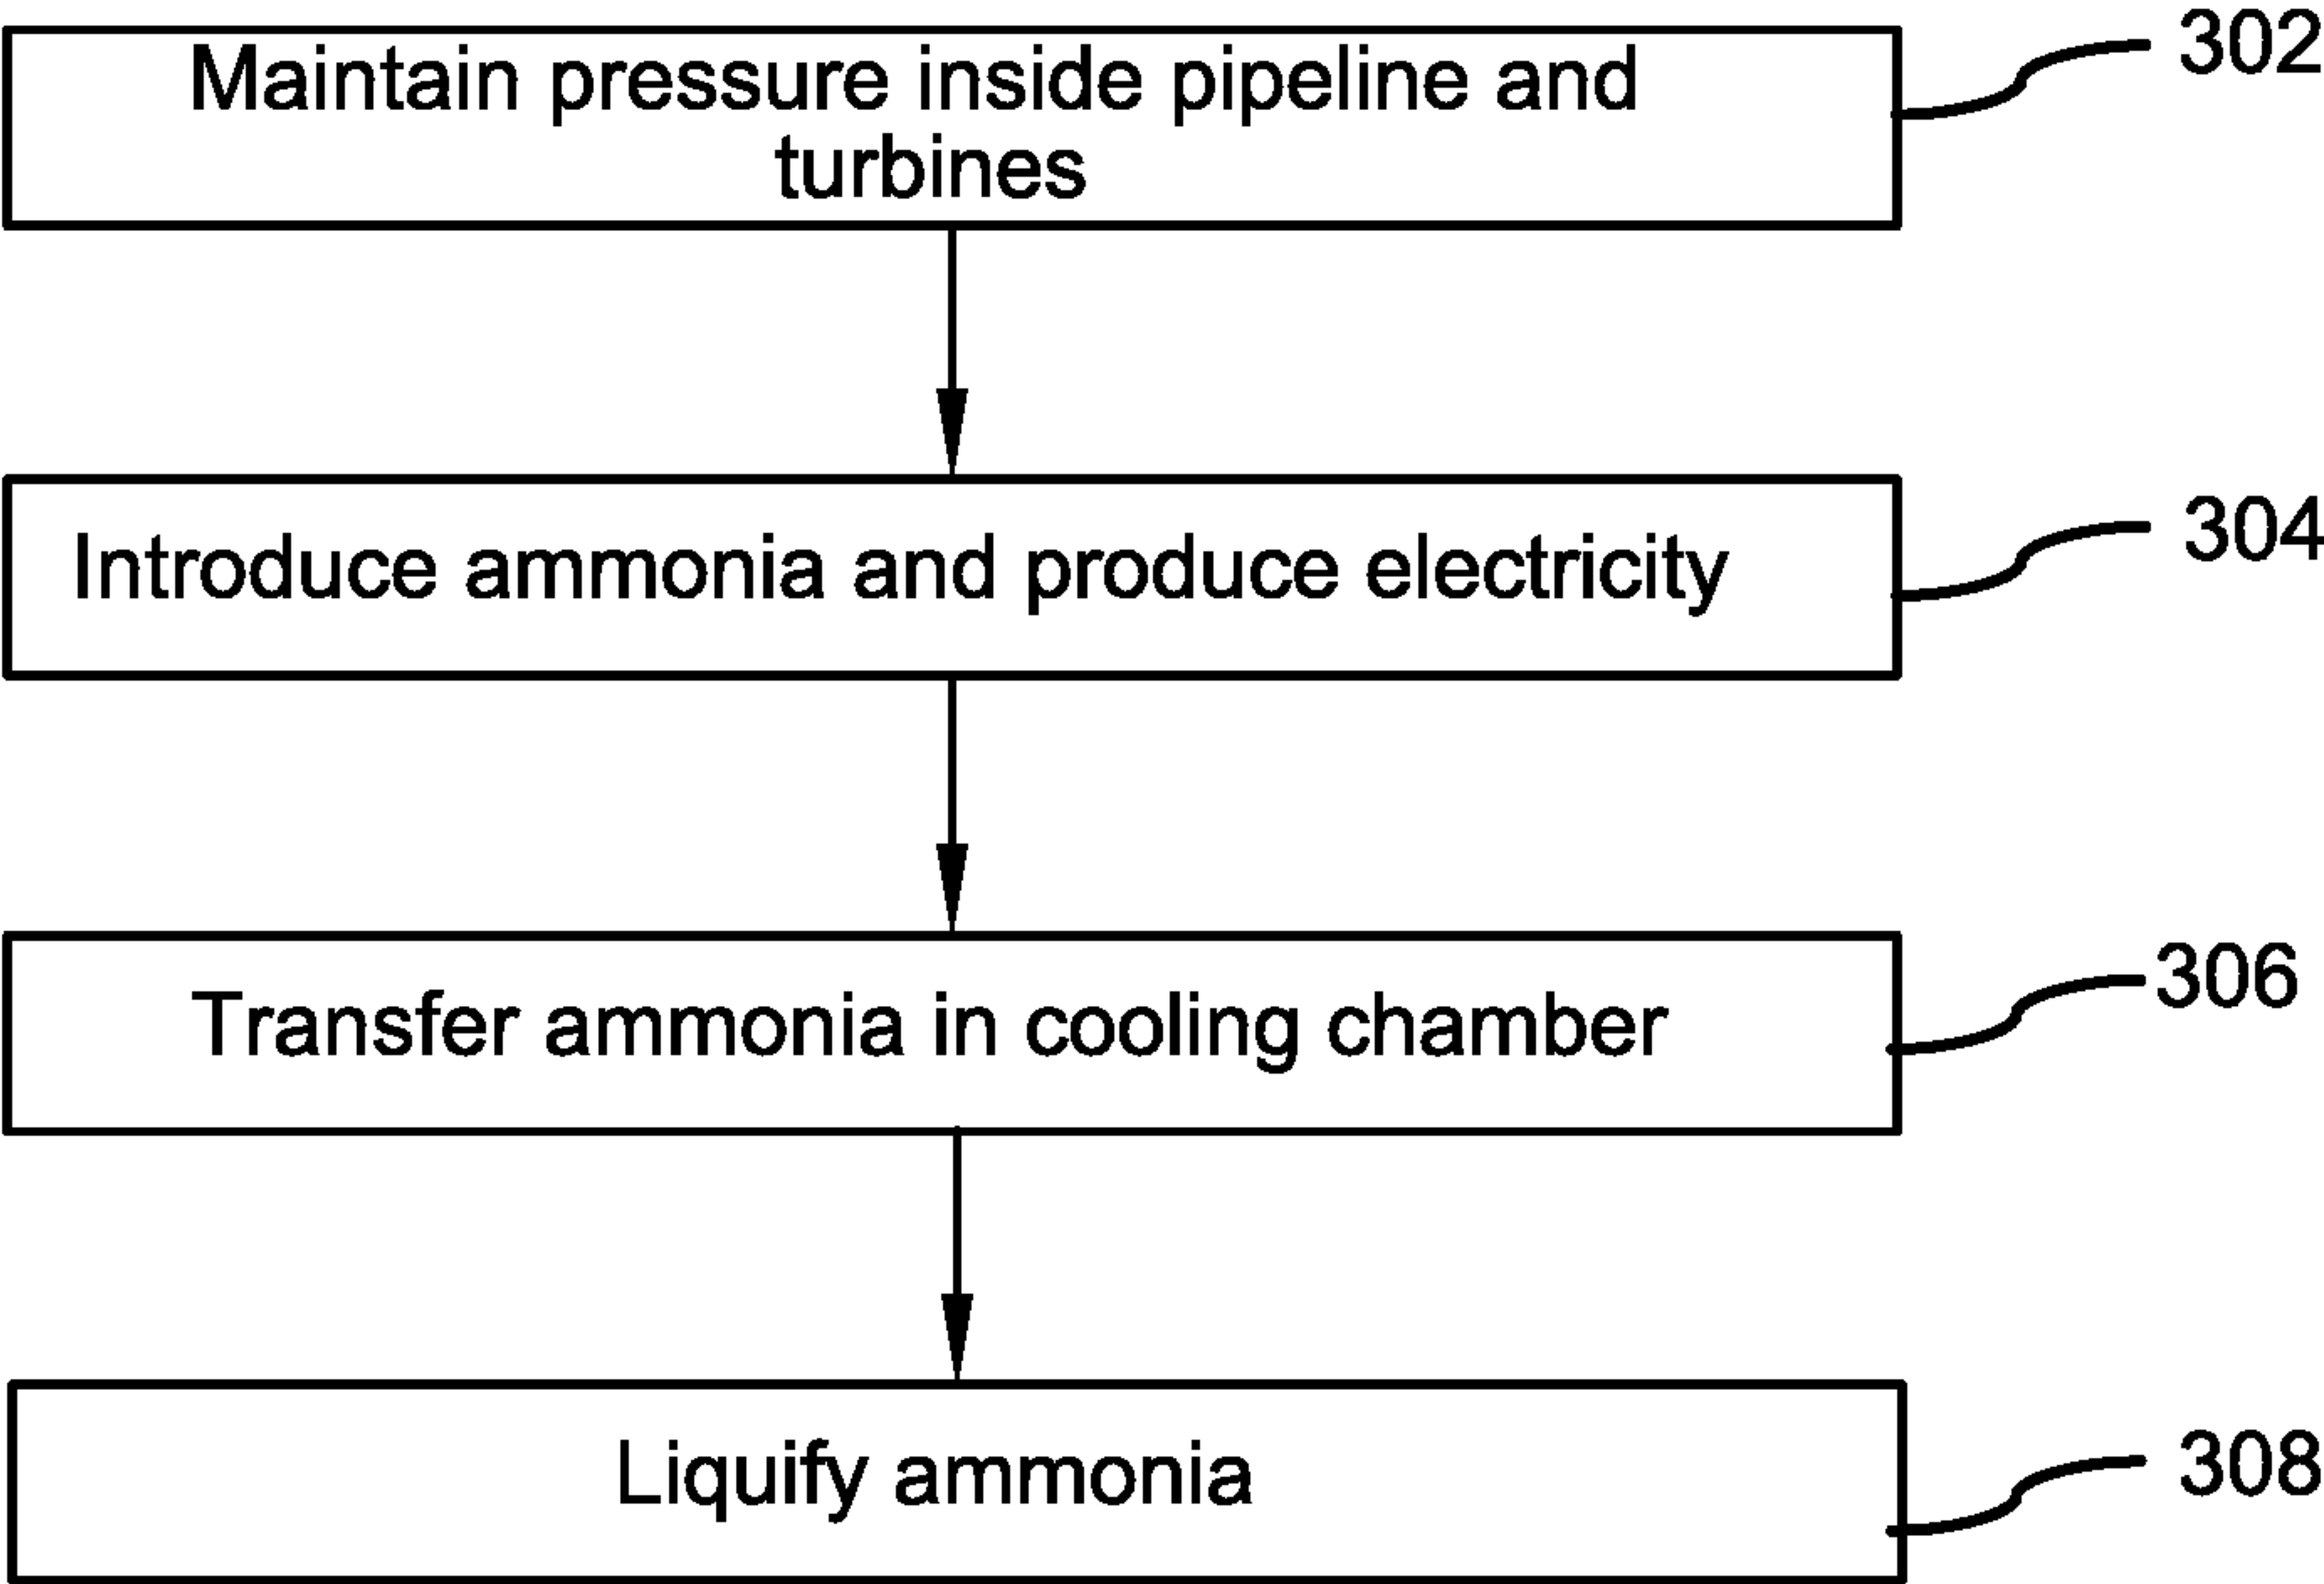 Maintain pressure inside pipeline and
turbines
302
Introduce ammonia and produce electricity
304
Transfer ammonia in cooling chamber
306
Liquify ammonia
308